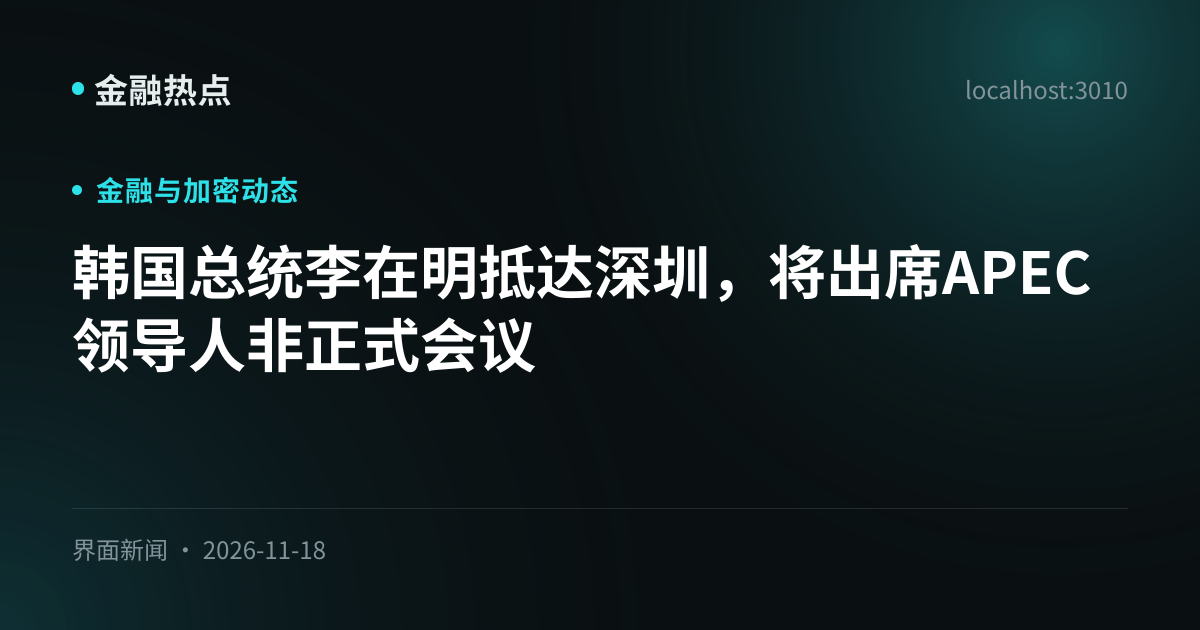 金融热点
localhost:3010
金融与加密动态
韩国总统李在明抵达深圳，将出席APEC
领导人非正式会议
界面新闻 • 2026-11-18